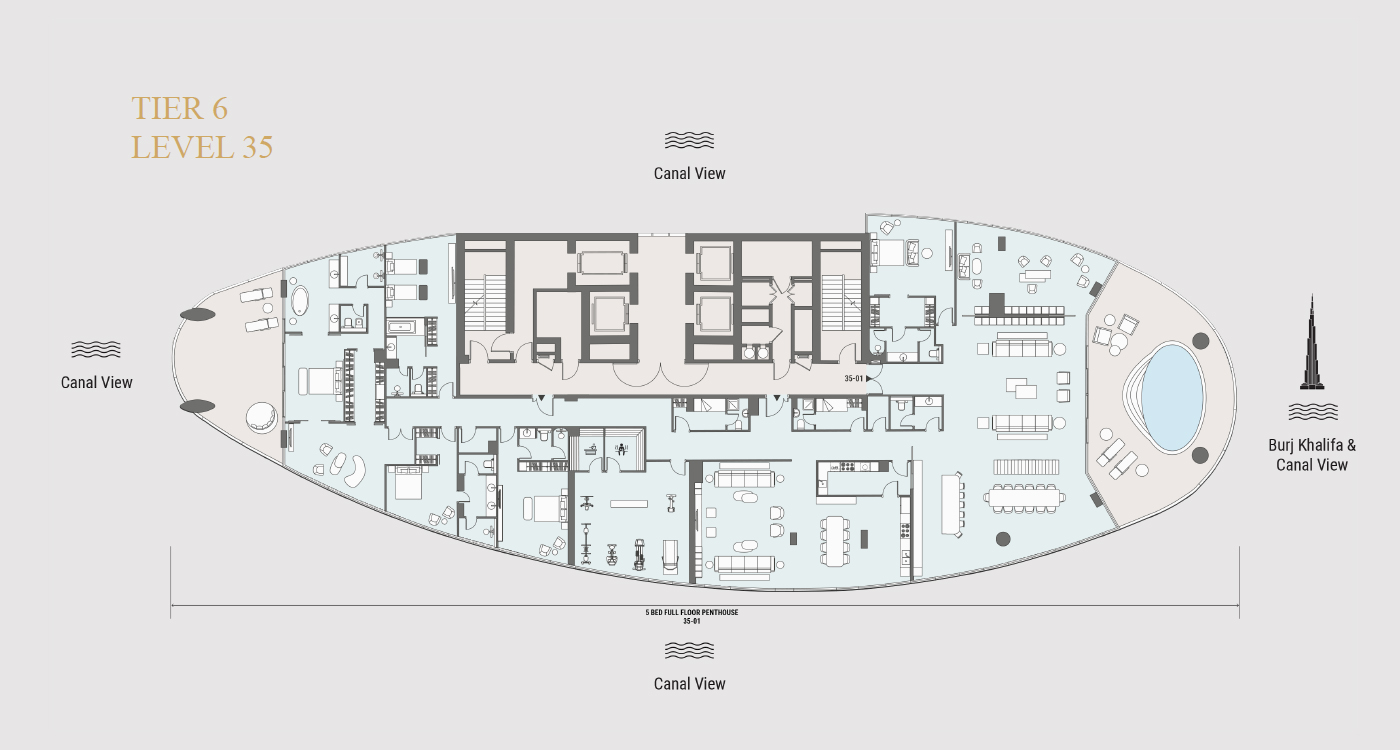 TIER 6
LEVEL 35
Canal View
Canal View
35-01
Burj Khalifa &
Canal View
5 BED FULL FLOOR PENTHOUSE
35-01
Canal View